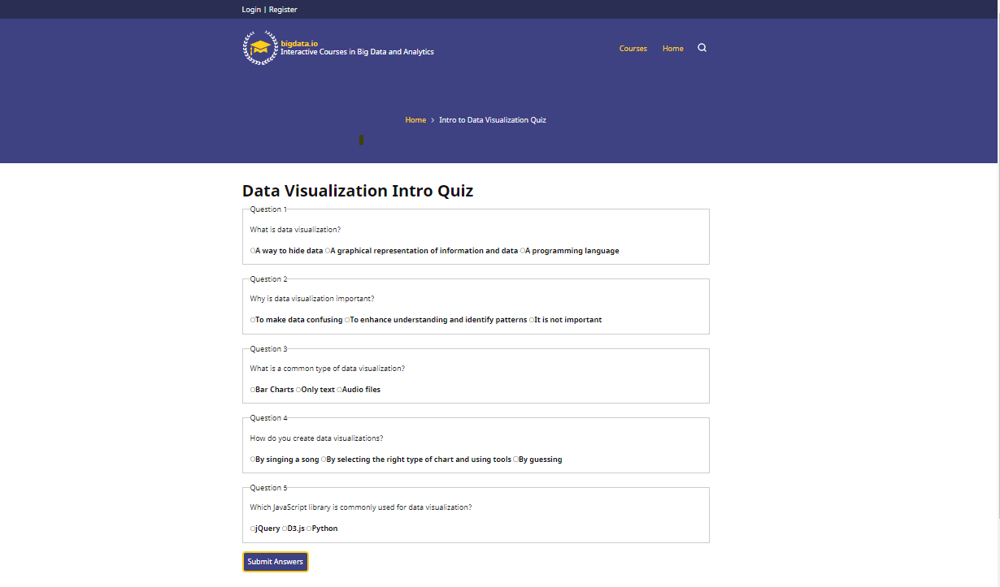 Login | Register
bigdata.io
Interactive Courses in Big Data and Analytics
Courses Home
Home > Intro to Data Visualization Quiz
Data Visualization Intro Quiz
Question 1
What is data visualization?
A way to hide data A graphical representation of information and data A programming language
Question 2
Why is data visualization important?
To make data confusing To enhance understanding and identify patterns It is not important
Question 3
What is a common type of data visualization?
Bar Charts Only text Audio files
Question 4
How do you create data visualizations?
By singing a song By selecting the right type of chart and using tools By guessing
Question 5
Which JavaScript library is commonly used for data visualization?
jQuery D3.js Python
Submit Answers